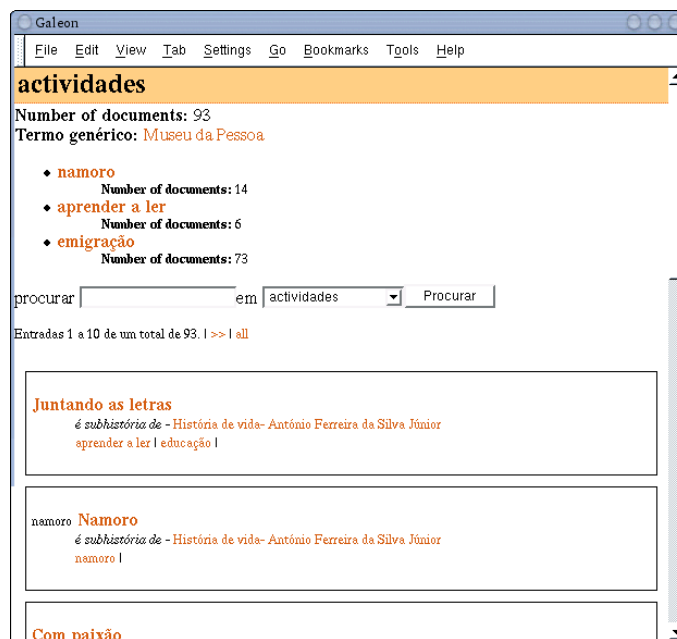 Galeon
File Edit View Tab Settings Go Bookmarks Tools Help
actividades
Number of documents: 93
Termo genérico: Museu da Pessoa
namoro
Number of documents: 14
aprender a ler
Number of documents: 6
emigração
Number of documents: 73
procurar em actividades Procurar
Entradas 1 a 10 de um total de 93. | >> | all
Juntando as letras
é subhistória de - História de vida- António Ferreira da Silva Júnior
aprender a ler | educação |
namoro Namoro
é subhistória de - História de vida- António Ferreira da Silva Júnior
namoro |
Com paixão